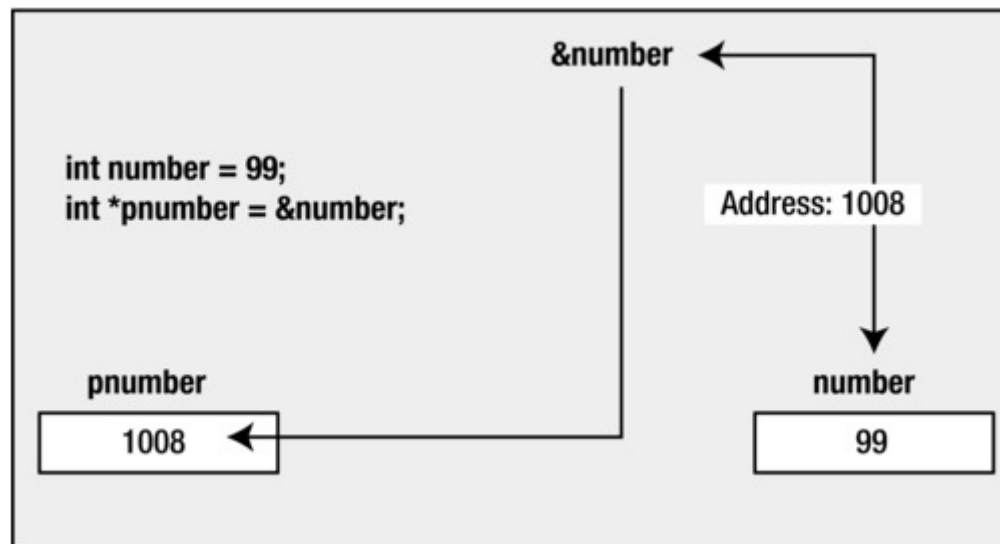 &number
int number = 99;
int *pnumber = &number;
Address: 1008
pnumber
number
1008
99